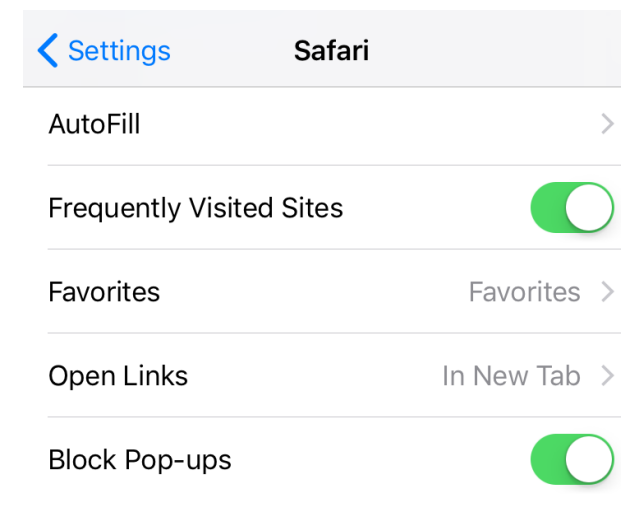 Settings Safari
AutoFill
Frequently Visited Sites
Favorites Favorites
Open Links In New Tab
Block Pop-ups